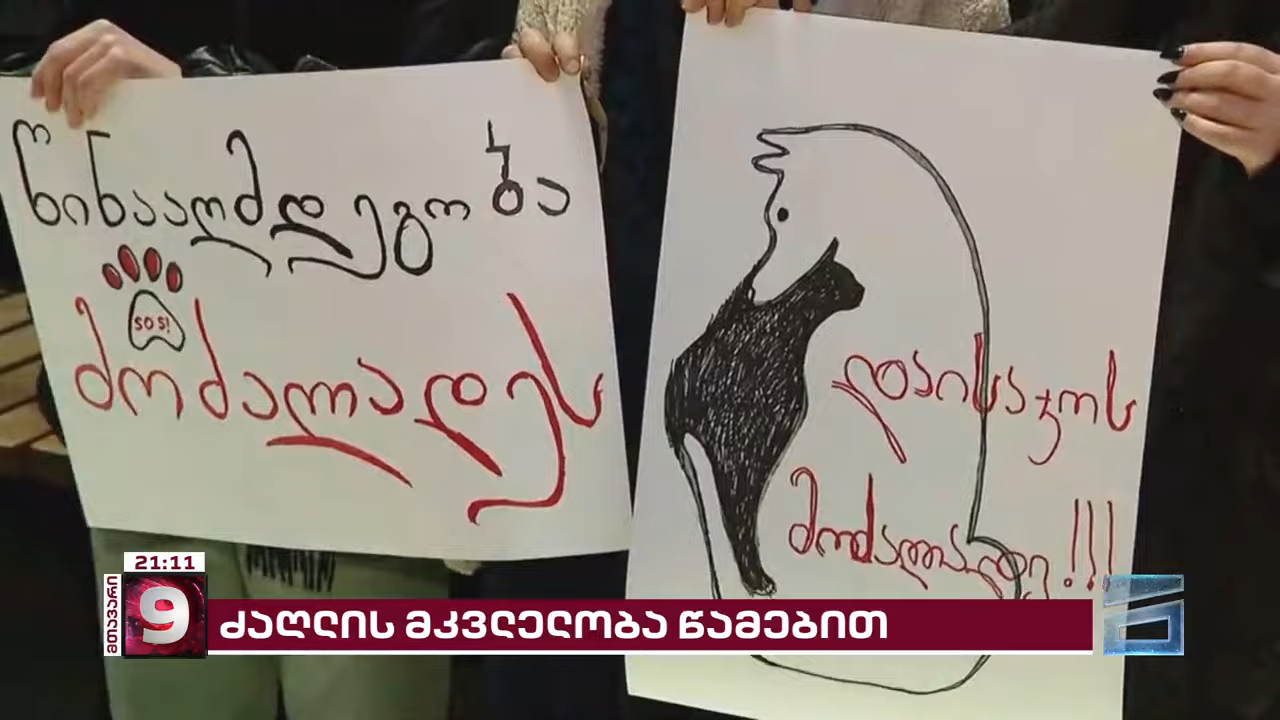 წინააღმდეგობა
SOS!
მოძალადეს
დაისაჯოს
მოძალადე!!!
21:11
მთავარი
9
ძაღლის მკვლელობა წამებით